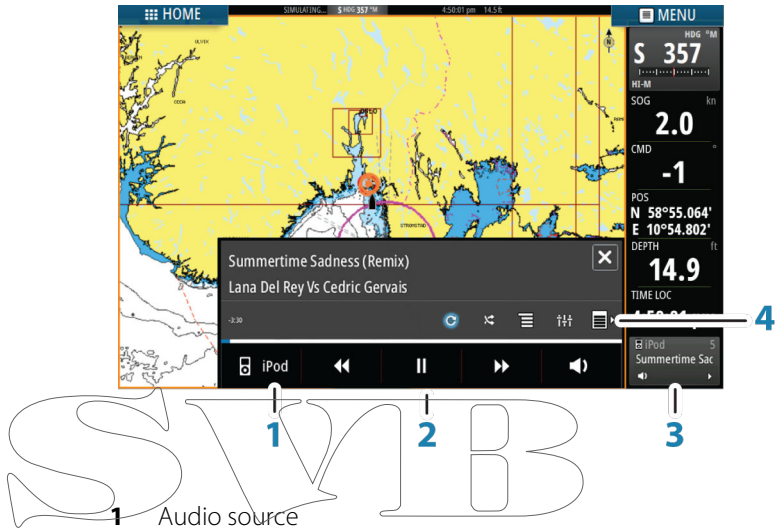 HOME
SIMULATING... S HDG 357 °M 4:50:01 pm 14.5 ft
MENU
N
HDG °M
S 357
HI-M
SOG kn
2.0
CMD °
-1
POS
N 58°55.064'
E 10°54.802'
DEPTH ft
14.9
TIME LOC
iPod 5
Summertime Sac
STROMSTAD
Summertime Sadness (Remix)
Lana Del Rey Vs Cedric Gervais
-3:30
iPod
4
1
2
3
SVB
1 Audio source